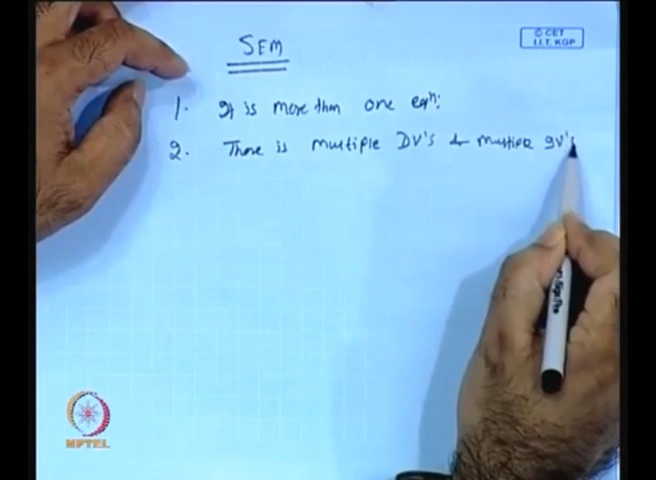 SEM
© CET
I.I.T. KGP
1. It is more than one eqn:
2. There is multiple DV's & multiple IV's
NPTEL